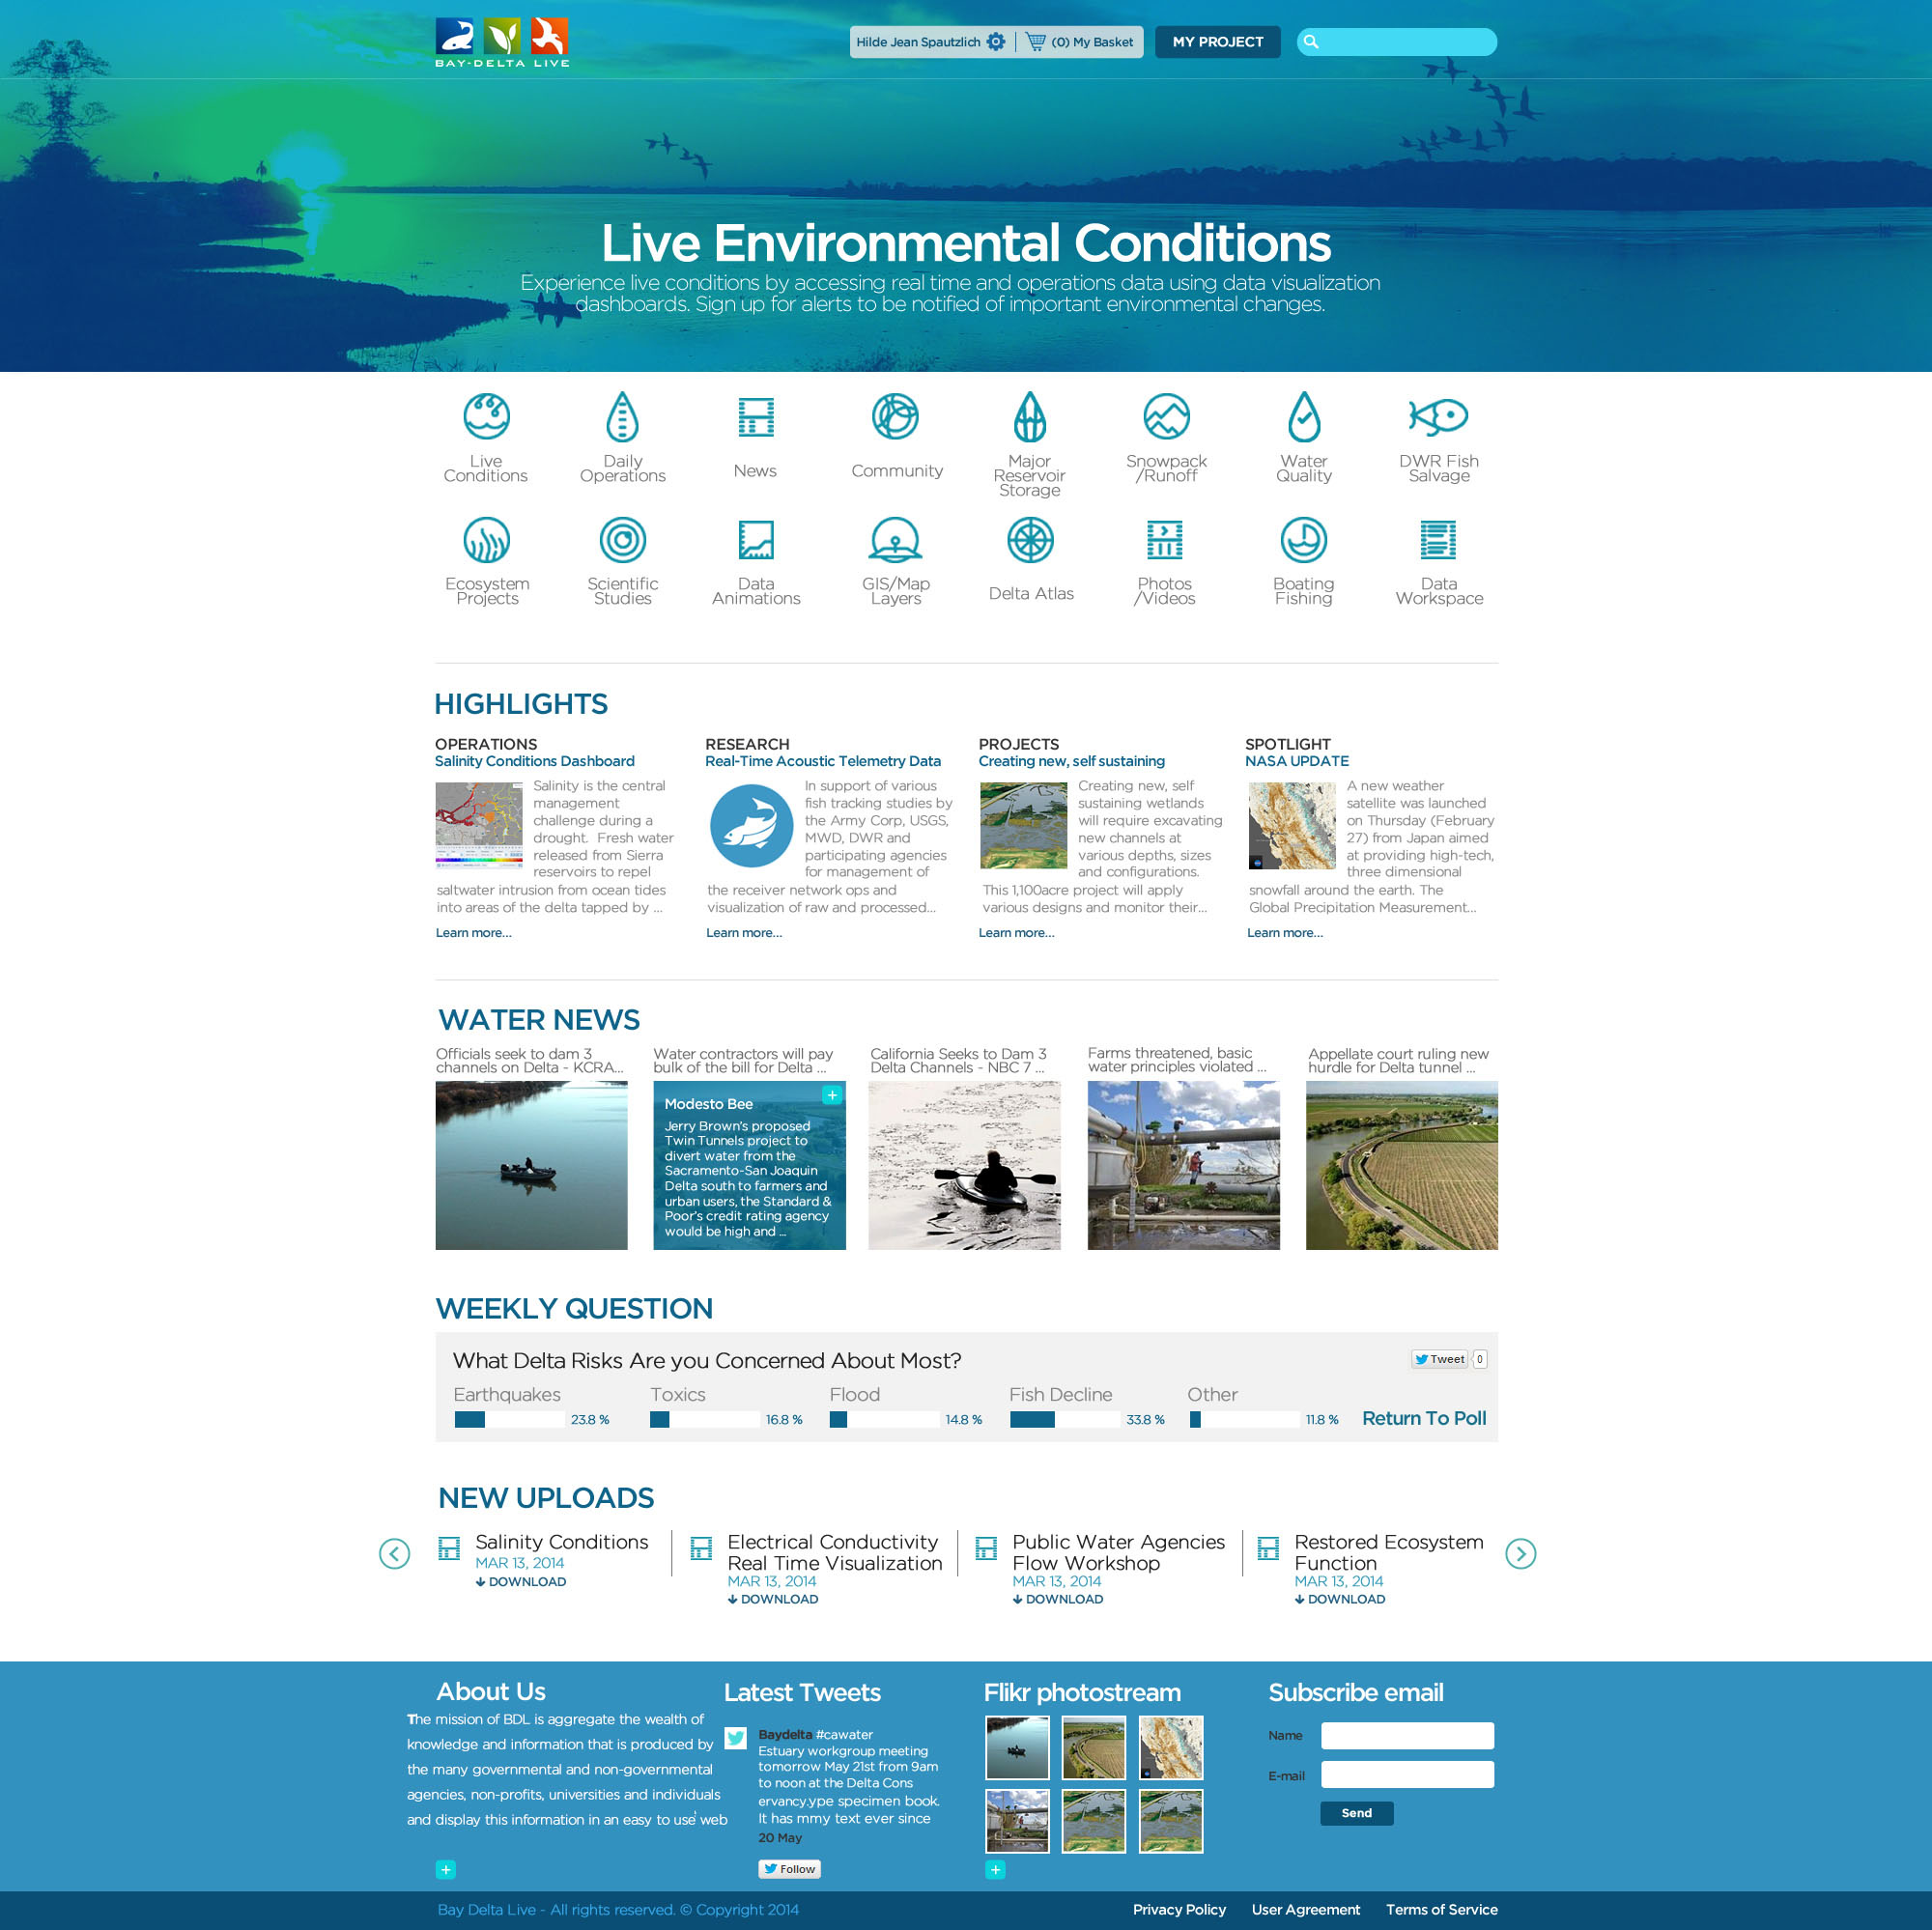 BAY-DELTA LIVE
Hilde Jean Spautzlich
(0) My Basket
MY PROJECT
Live Environmental Conditions
Experience live conditions by accessing real time and operations data using data visualization
dashboards. Sign up for alerts to be notified of important environmental changes.
Live
Conditions
Daily
Operations
News
Community
Major
Reservoir
Storage
Snowpack
/Runoff
Water
Quality
DWR Fish
Salvage
Ecosystem
Projects
Scientific
Studies
Data
Animations
GIS/Map
Layers
Delta Atlas
Photos
/Videos
Boating
Fishing
Data
Workspace
HIGHLIGHTS
OPERATIONS
Salinity Conditions Dashboard
Salinity is the central
management
challenge during a
drought.  Fresh water
released from Sierra
reservoirs to repel
saltwater intrusion from ocean tides
into areas of the delta tapped by ...
Learn more...
RESEARCH
Real-Time Acoustic Telemetry Data
In support of various
fish tracking studies by
the Army Corp, USGS,
MWD, DWR and
participating agencies
for management of
the receiver network ops and
visualization of raw and processed...
Learn more...
PROJECTS
Creating new, self sustaining
Creating new, self
sustaining wetlands
will require excavating
new channels at
various depths, sizes
and configurations.
This 1,100acre project will apply
various designs and monitor their...
Learn more...
SPOTLIGHT
NASA UPDATE
A new weather
satellite was launched
on Thursday (February
27) from Japan aimed
at providing high-tech,
three dimensional
snowfall around the earth. The
Global Precipitation Measurement...
Learn more...
WATER NEWS
Officials seek to dam 3
channels on Delta - KCRA...
Water contractors will pay
bulk of the bill for Delta ...
Modesto Bee
Jerry Brown's proposed
Twin Tunnels project to
divert water from the
Sacramento-San Joaquin
Delta south to farmers and
urban users, the Standard &
Poor's credit rating agency
would be high and ...
California Seeks to Dam 3
Delta Channels - NBC 7 ...
Farms threatened, basic
water principles violated ...
Appellate court ruling new
hurdle for Delta tunnel ...
WEEKLY QUESTION
What Delta Risks Are you Concerned About Most?
Tweet 0
Earthquakes
23.8 %
Toxics
16.8 %
Flood
14.8 %
Fish Decline
33.8 %
Other
11.8 %
Return To Poll
NEW UPLOADS
Salinity Conditions
MAR 13, 2014
DOWNLOAD
Electrical Conductivity
Real Time Visualization
MAR 13, 2014
DOWNLOAD
Public Water Agencies
Flow Workshop
MAR 13, 2014
DOWNLOAD
Restored Ecosystem
Function
MAR 13, 2014
DOWNLOAD
About Us
The mission of BDL is aggregate the wealth of
knowledge and information that is produced by
the many governmental and non-governmental
agencies, non-profits, universities and individuals
and display this information in an easy to use' web
Latest Tweets
Baydelta #cawater
Estuary workgroup meeting
tomorrow May 21st from 9am
to noon at the Delta Cons
ervancy.ype specimen book.
It has mmy text ever since
20 May
Follow
Flikr photostream
Subscribe email
Name
E-mail
Send
Bay Delta Live - All rights reserved. © Copyright 2014
Privacy Policy
User Agreement
Terms of Service